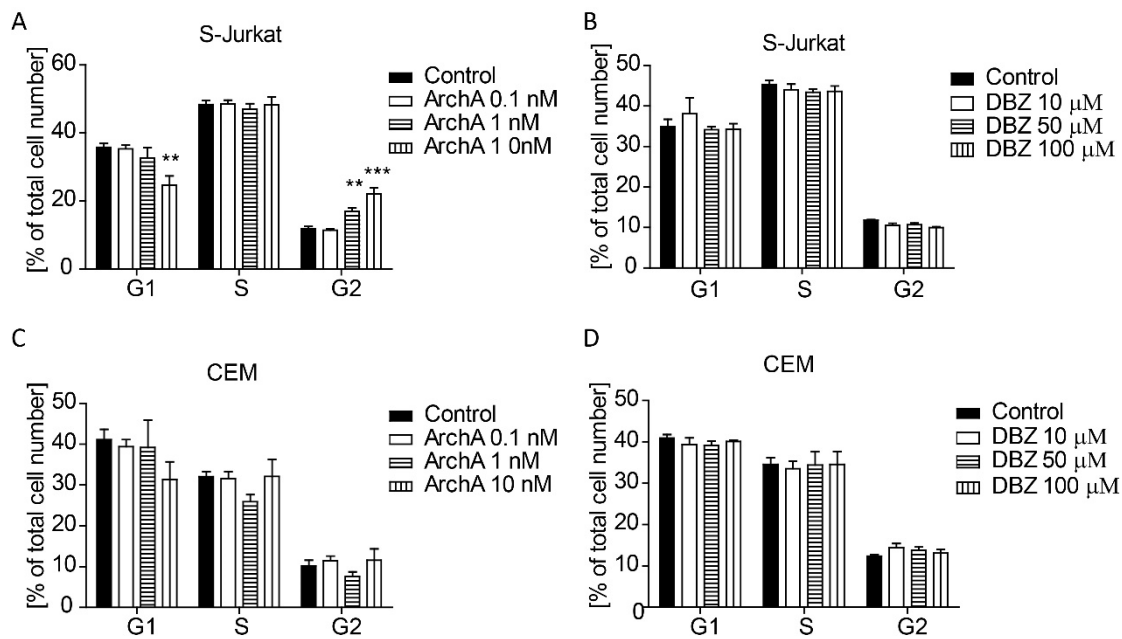 A
S-Jurkat
[% of total cell number]
60
40
20
0
**
**
***
G1
S
G2
Control
ArchA 0.1 nM
ArchA 1 nM
ArchA 1 0nM
B
S-Jurkat
[% of total cell number]
50
40
30
20
10
0
G1
S
G2
Control
DBZ 10 μM
DBZ 50 μM
DBZ 100 μM
C
CEM
[% of total cell number]
50
40
30
20
10
0
G1
S
G2
Control
ArchA 0.1 nM
ArchA 1 nM
ArchA 10 nM
D
CEM
[% of total cell number]
50
40
30
20
10
0
G1
S
G2
Control
DBZ 10 μM
DBZ 50 μM
DBZ 100 μM